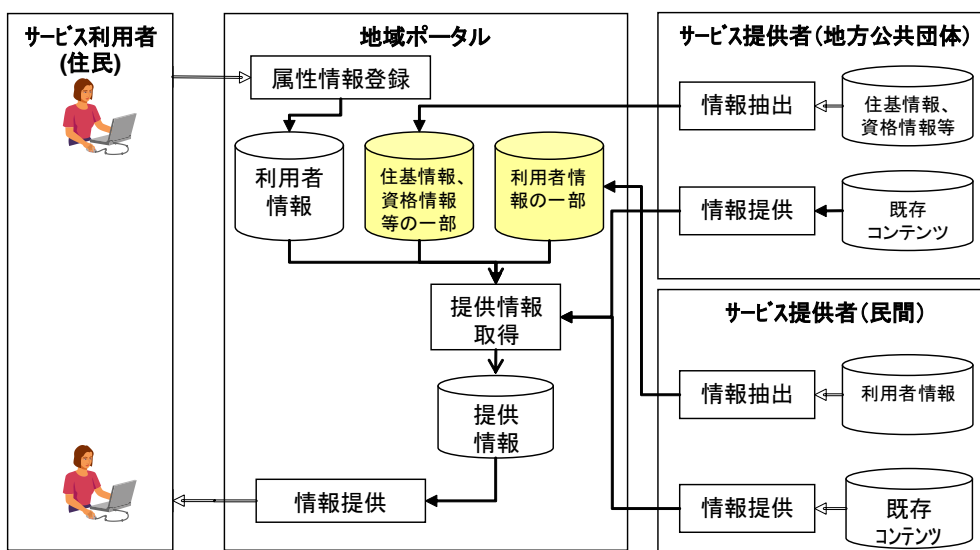 サービス利用者
(住民)
地域ポータル
属性情報登録
利用者
情報
住基情報、
資格情報
等の一部
利用者情
報の一部
提供情報
取得
提供
情報
情報提供
サービス提供者(地方公共団体)
情報抽出
住基情報、
資格情報等
情報提供
既存
コンテンツ
サービス提供者(民間)
情報抽出
利用者情報
情報提供
既存
コンテンツ